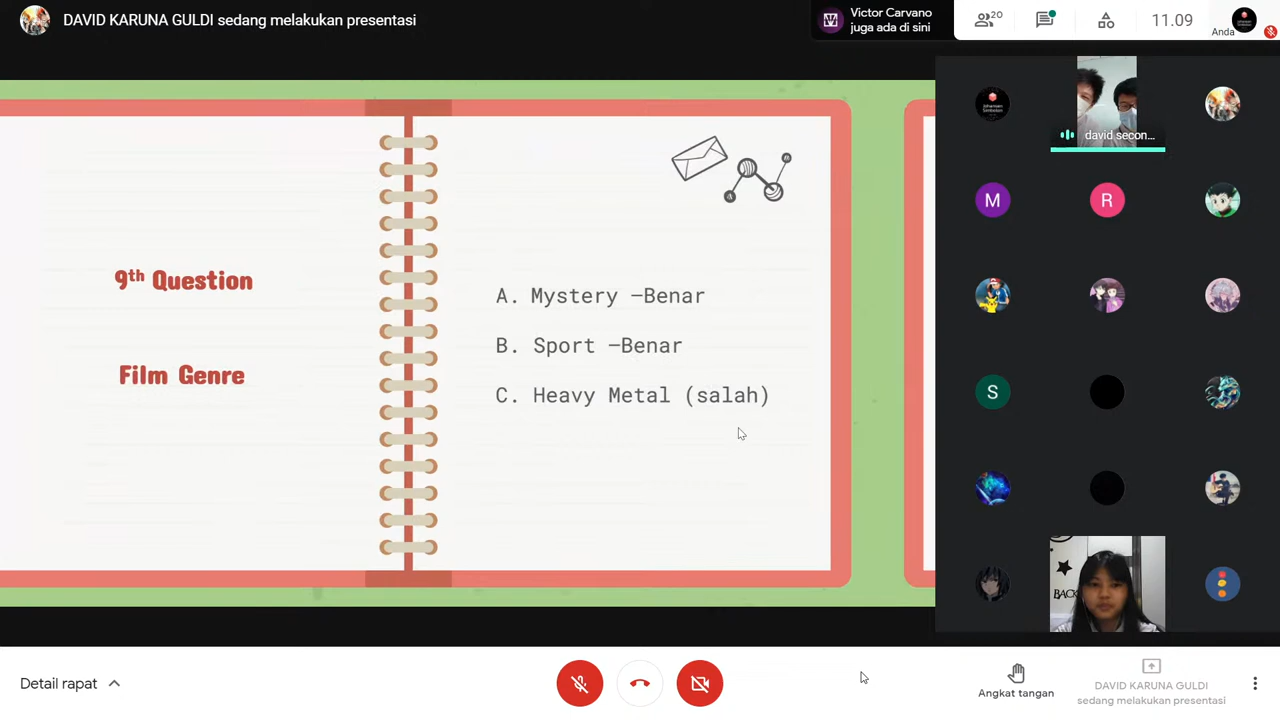 DAVID KARUNA GULDI sedang melakukan presentasi
Victor Carvano
juga ada di sini
20
11.09
Anda
david secon...
9th Question
Film Genre
A. Mystery –Benar
B. Sport –Benar
C. Heavy Metal (salah)
M
R
S
BACK
Detail rapat
Angkat tangan
DAVID KARUNA GULDI
sedang melakukan presentasi